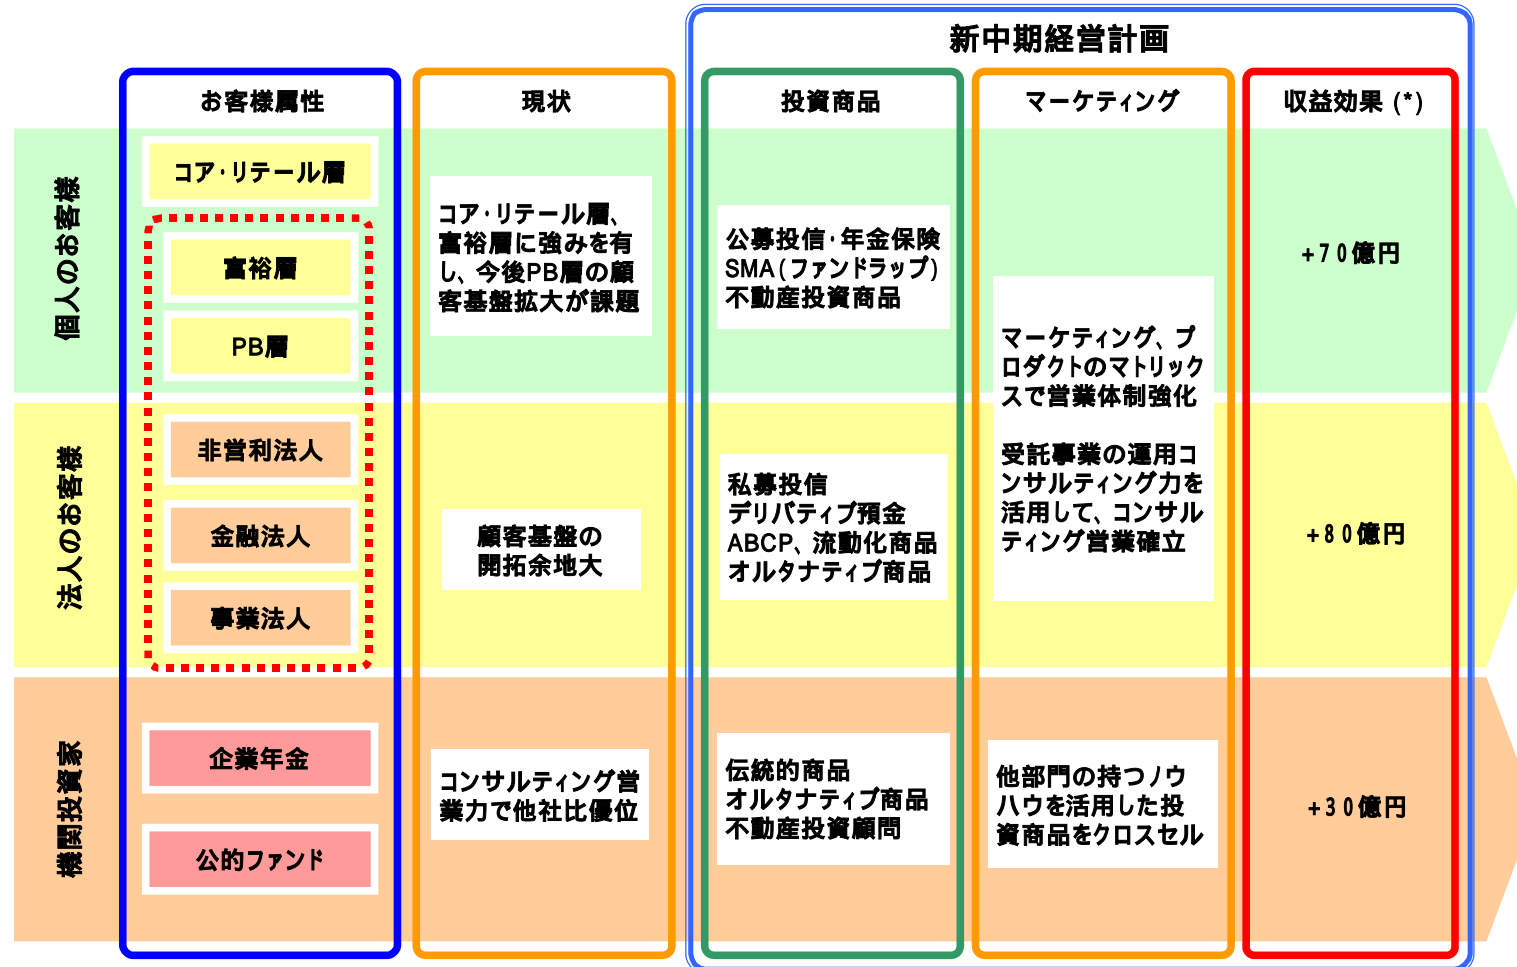 新中期経営計画
お客様属性
現状
投資商品
マーケティング
収益効果 (*)
個人のお客様
コア・リテール層
富裕層
PB層
コア・リテール層、
富裕層に強みを有
し、今後PB層の顧
客基盤拡大が課題
公募投信・年金保険
SMA(ファンドラップ)
不動産投資商品
マーケティング、プ
ロダクトのマトリック
スで営業体制強化
受託事業の運用コ
ンサルティング力を
活用して、コンサル
ティング営業確立
+70億円
法人のお客様
非営利法人
金融法人
事業法人
顧客基盤の
開拓余地大
私募投信
デリバティブ預金
ABCP、流動化商品
オルタナティブ商品
+80億円
機関投資家
企業年金
公的ファンド
コンサルティング営
業力で他社比優位
伝統的商品
オルタナティブ商品
不動産投資顧問
他部門の持つノウ
ハウを活用した投
資商品をクロスセル
+30億円